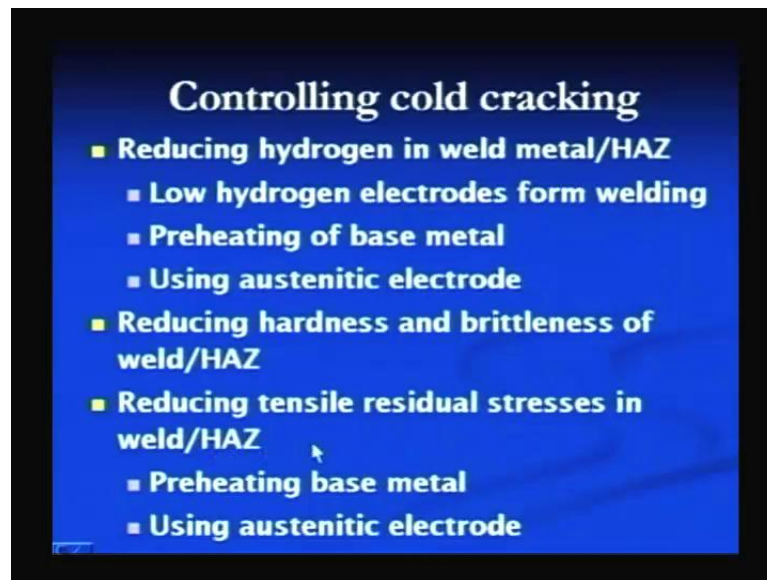 Controlling cold cracking
Reducing hydrogen in weld metal/HAZ
Low hydrogen electrodes form welding
Preheating of base metal
Using austenitic electrode
Reducing hardness and brittleness of
weld/HAZ
Reducing tensile residual stresses in
weld/HAZ
Preheating base metal
Using austenitic electrode